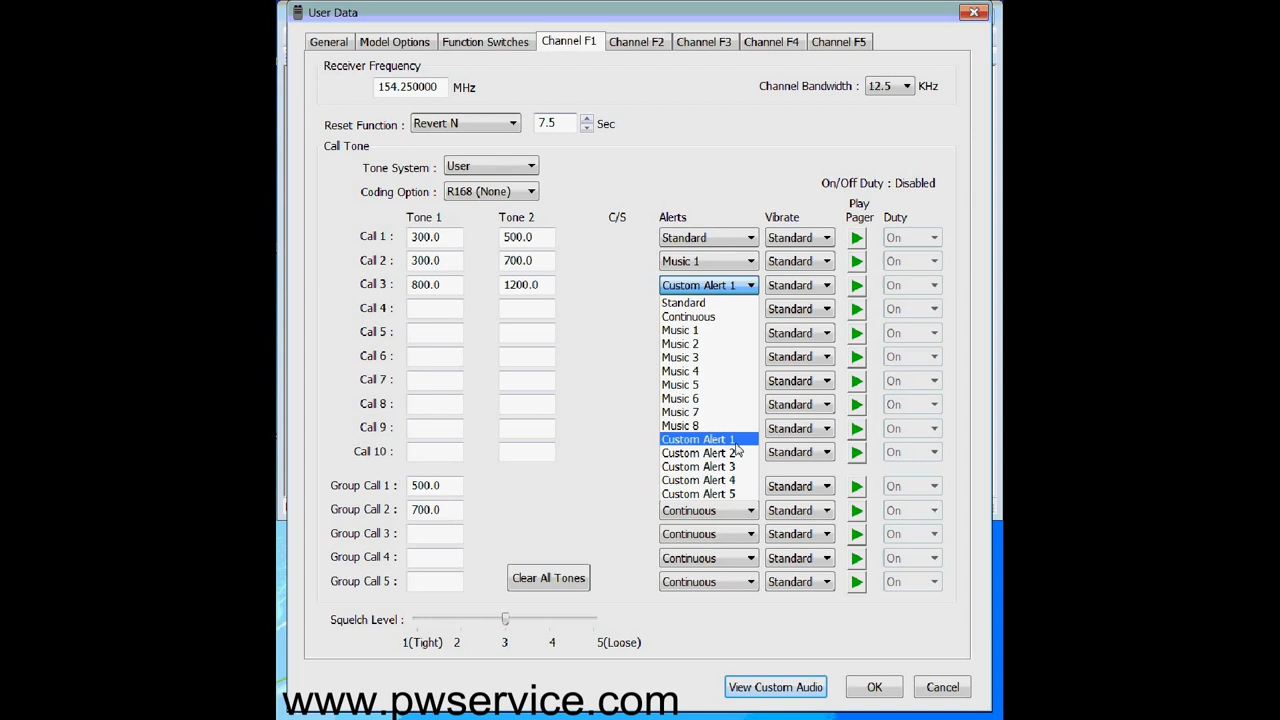 User Data
General Model Options Function Switches Channel F1 Channel F2 Channel F3 Channel F4 Channel F5
Receiver Frequency
154.250000 MHz Channel Bandwidth : 12.5 KHz
Reset Function : Revert N 7.5 Sec
Call Tone
Tone System : User
On/Off Duty : Disabled
Coding Option : R168 (None)
Tone 1 Tone 2 C/S Alerts Vibrate Play Pager Duty
Call 1 : 300.0 500.0 Standard Standard On
Call 2 : 300.0 700.0 Music 1 Standard On
Call 3 : 800.0 1200.0 Custom Alert 1 Standard On
Standard
Call 4 : Standard On
Continuous
Music 1
Call 5 : Standard On
Music 2
Call 6 : Music 3 Standard On
Music 4
Call 7 : Music 5 Standard On
Music 6
Call 8 : Standard On
Music 7
Call 9 : Music 8 Standard On
Custom Alert 1
Call 10 : Custom Alert 2 Standard On
Custom Alert 3
Custom Alert 4
Group Call 1 : 500.0 Standard On
Custom Alert 5
Group Call 2 : 700.0 Continuous Standard On
Group Call 3 : Continuous Standard On
Group Call 4 : Continuous Standard On
Group Call 5 : Continuous Standard On
Clear All Tones
Squelch Level :
1(Tight) 2 3 4 5(Loose)
View Custom Audio OK Cancel
www.pwservice.com